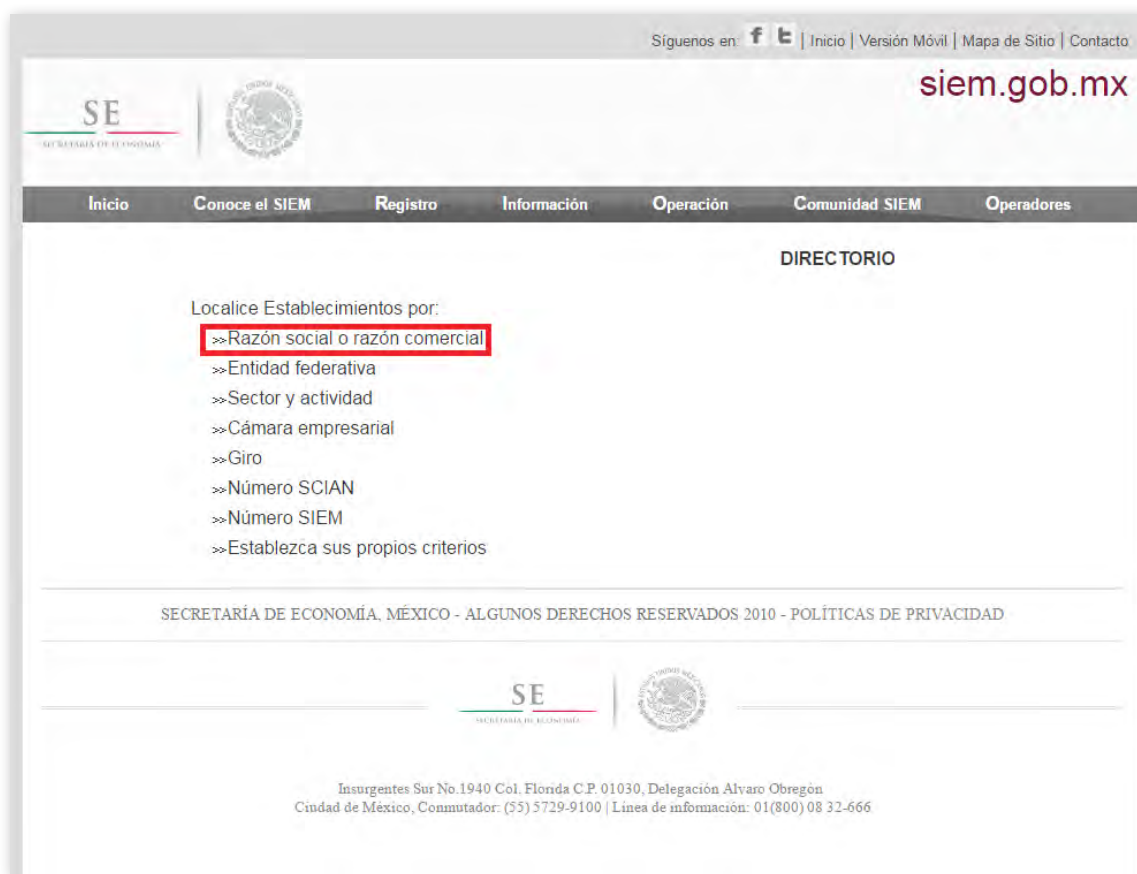 Síguenos en: | Inicio | Versión Móvil | Mapa de Sitio | Contacto
siem.gob.mx
SE
SECRETARÍA DE ECONOMÍA
Inicio Conoce el SIEM Registro Información Operación Comunidad SIEM Operadores
DIRECTORIO
Localice Establecimientos por:
>>Razón social o razón comercial
>>Entidad federativa
>>Sector y actividad
>>Cámara empresarial
>>Giro
>>Número SCIAN
>>Número SIEM
>>Establezca sus propios criterios
SECRETARÍA DE ECONOMÍA, MÉXICO - ALGUNOS DERECHOS RESERVADOS 2010 - POLÍTICAS DE PRIVACIDAD
SE
SECRETARÍA DE ECONOMÍA
Insurgentes Sur No.1940 Col. Florida C.P. 01030, Delegación Alvaro Obregón
Ciudad de México, Conmutador: (55) 5729-9100 | Línea de información: 01(800) 08 32-666